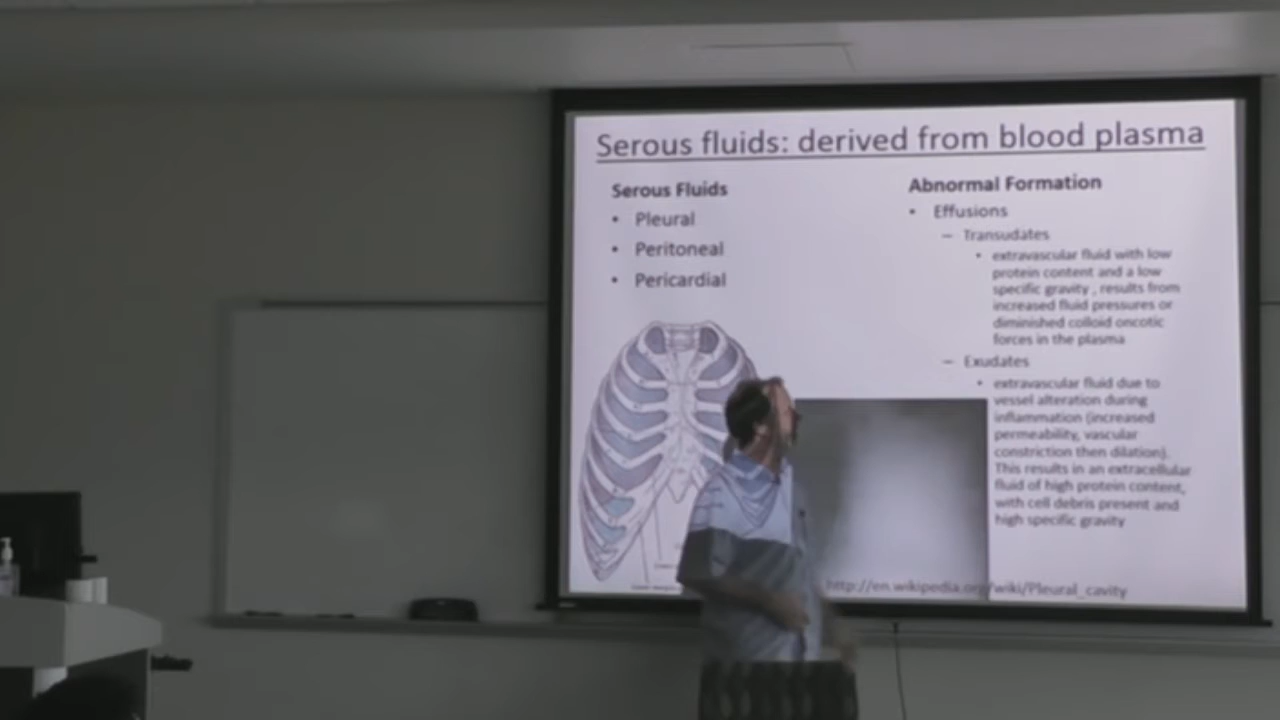 Serous fluids: derived from blood plasma
Serous Fluids
• Pleural
• Peritoneal
• Pericardial
Abnormal Formation
• Effusions
– Transudates
• extravascular fluid with low
protein content and a low
specific gravity , results from
increased fluid pressures or
diminished colloid oncotic
forces in the plasma
– Exudates
• extravascular fluid due to
vessel alteration during
inflammation (increased
permeability, vascular
constriction then dilation).
This results in an extracellular
fluid of high protein content,
with cell debris present and
high specific gravity
http://en.wikipedia.org/wiki/Pleural_cavity